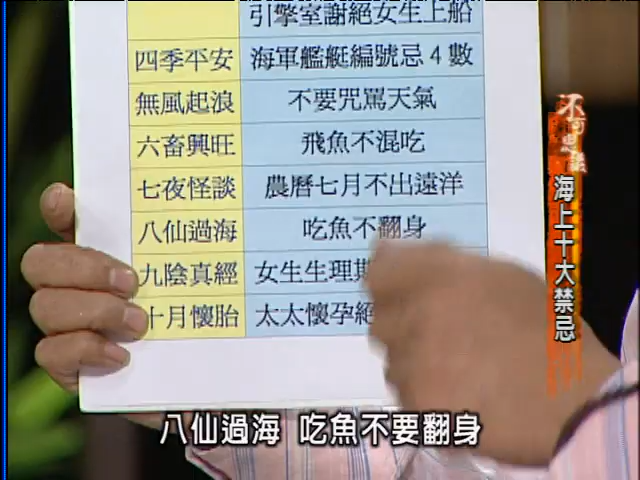 引擎室謝絕女生上船
四季平安 海軍艦艇編號忌4數
無風起浪 不要咒罵天氣
六畜興旺 飛魚不混吃
七夜怪談 農曆七月不出遠洋
八仙過海 吃魚不翻身
九陰真經 女生生理期
十月懷胎 太太懷孕絕
不可思議
海上十大禁忌
八仙過海 吃魚不要翻身